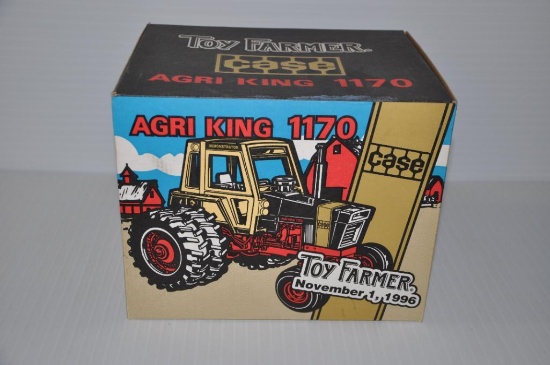 TOY FARMER
CASE
AGRI KING 1170
AGRI KING 1170
CASE
TOY FARMER
November 1, 1996